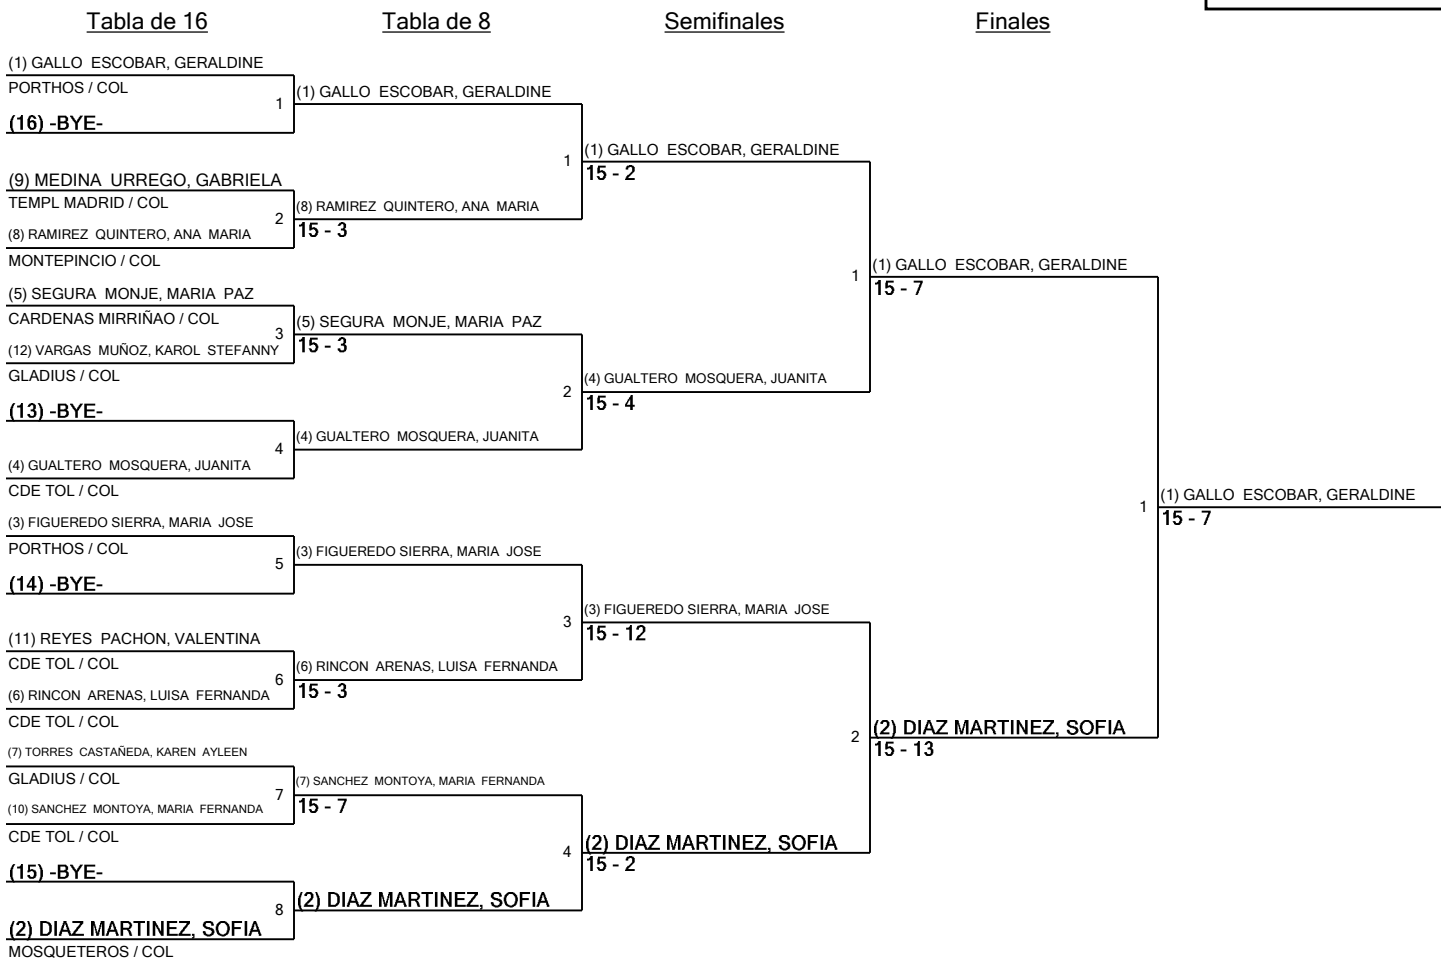 Tabla de 16
Tabla de 8
Semifinales
Finales
(1) GALLO ESCOBAR, GERALDINE
PORTHOS / COL
1
(16) -BYE-
(9) MEDINA URREGO, GABRIELA
TEMPL MADRID / COL
2
(8) RAMIREZ QUINTERO, ANA MARIA
MONTEPINCIO / COL
(5) SEGURA MONJE, MARIA PAZ
CARDENAS MIRRIÑAO / COL
3
(12) VARGAS MUÑOZ, KAROL STEFANNY
GLADIUS / COL
(13) -BYE-
4
(4) GUALTERO MOSQUERA, JUANITA
CDE TOL / COL
(3) FIGUEREDO SIERRA, MARIA JOSE
PORTHOS / COL
5
(14) -BYE-
(11) REYES PACHON, VALENTINA
CDE TOL / COL
6
(6) RINCON ARENAS, LUISA FERNANDA
CDE TOL / COL
(7) TORRES CASTAÑEDA, KAREN AYLEEN
GLADIUS / COL
7
(10) SANCHEZ MONTOYA, MARIA FERNANDA
CDE TOL / COL
(15) -BYE-
8
(2) DIAZ MARTINEZ, SOFIA
MOSQUETEROS / COL
(1) GALLO ESCOBAR, GERALDINE
1
(8) RAMIREZ QUINTERO, ANA MARIA
15 - 3
(5) SEGURA MONJE, MARIA PAZ
15 - 3
2
(4) GUALTERO MOSQUERA, JUANITA
(3) FIGUEREDO SIERRA, MARIA JOSE
3
(6) RINCON ARENAS, LUISA FERNANDA
15 - 3
(7) SANCHEZ MONTOYA, MARIA FERNANDA
15 - 7
4
(2) DIAZ MARTINEZ, SOFIA
(1) GALLO ESCOBAR, GERALDINE
15 - 2
1
(4) GUALTERO MOSQUERA, JUANITA
15 - 4
(3) FIGUEREDO SIERRA, MARIA JOSE
15 - 12
2
(2) DIAZ MARTINEZ, SOFIA
15 - 2
(1) GALLO ESCOBAR, GERALDINE
15 - 7
1
(2) DIAZ MARTINEZ, SOFIA
15 - 13
(1) GALLO ESCOBAR, GERALDINE
15 - 7